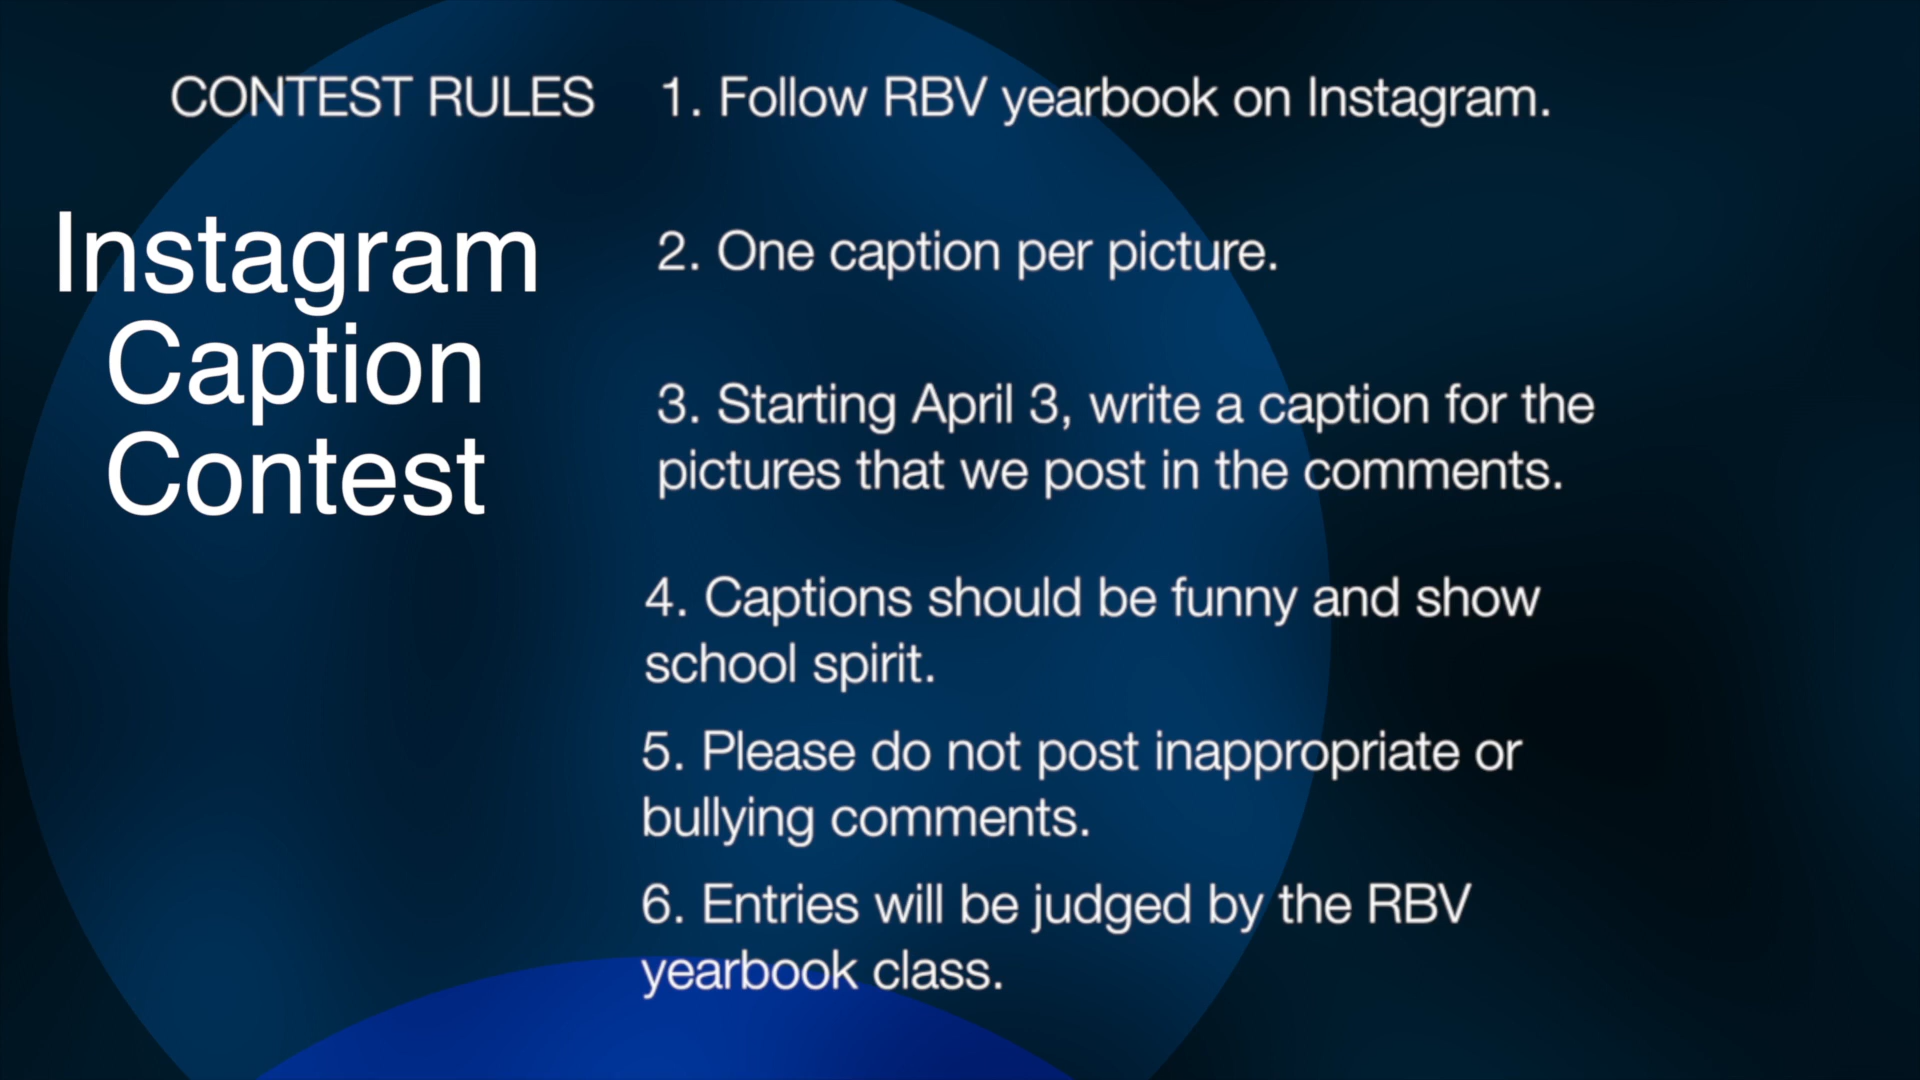 CONTEST RULES
Instagram
Caption
Contest
1. Follow RBV yearbook on Instagram.
2. One caption per picture.
3. Starting April 3, write a caption for the
pictures that we post in the comments.
4. Captions should be funny and show
school spirit.
5. Please do not post inappropriate or
bullying comments.
6. Entries will be judged by the RBV
yearbook class.